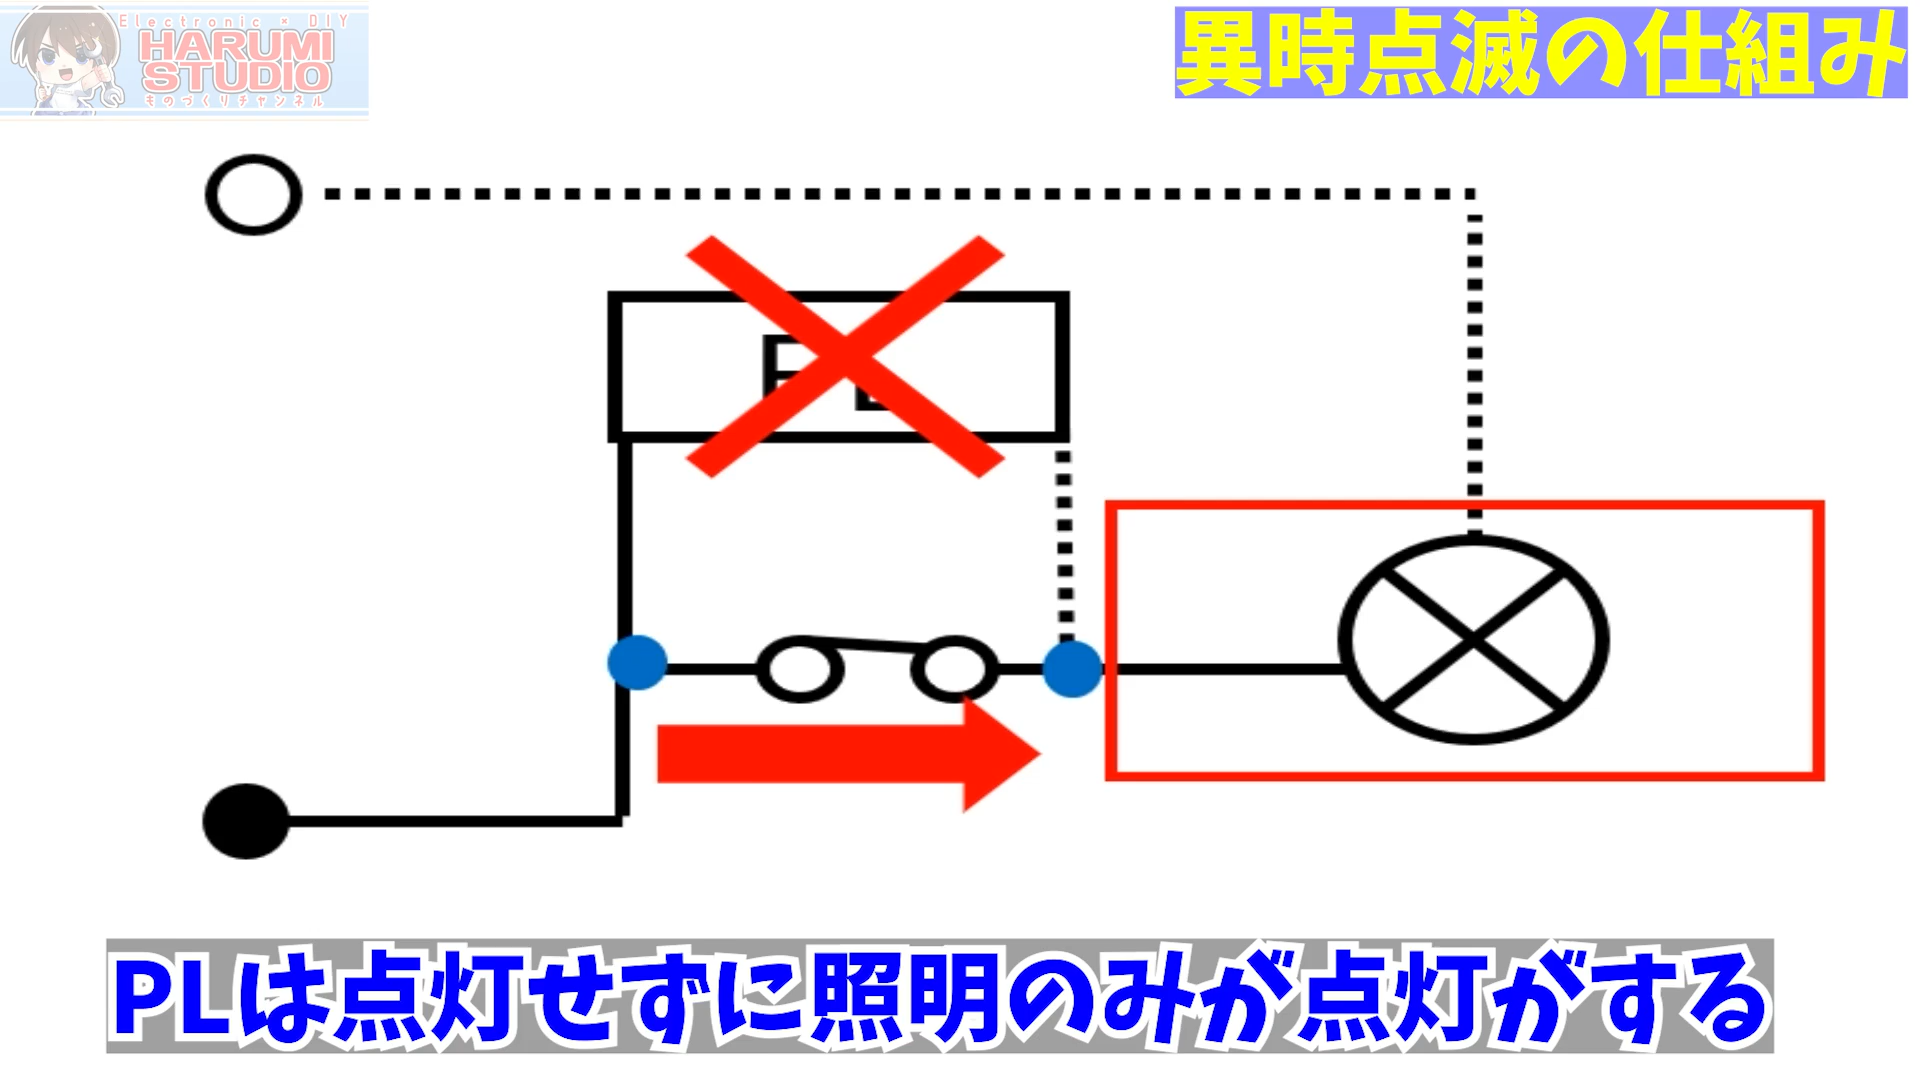 Electronic × DIY
HARUMI
STUDIO
ものづくりチャンネル
異時点滅の仕組み
PLは点灯せずに照明のみが点灯がする